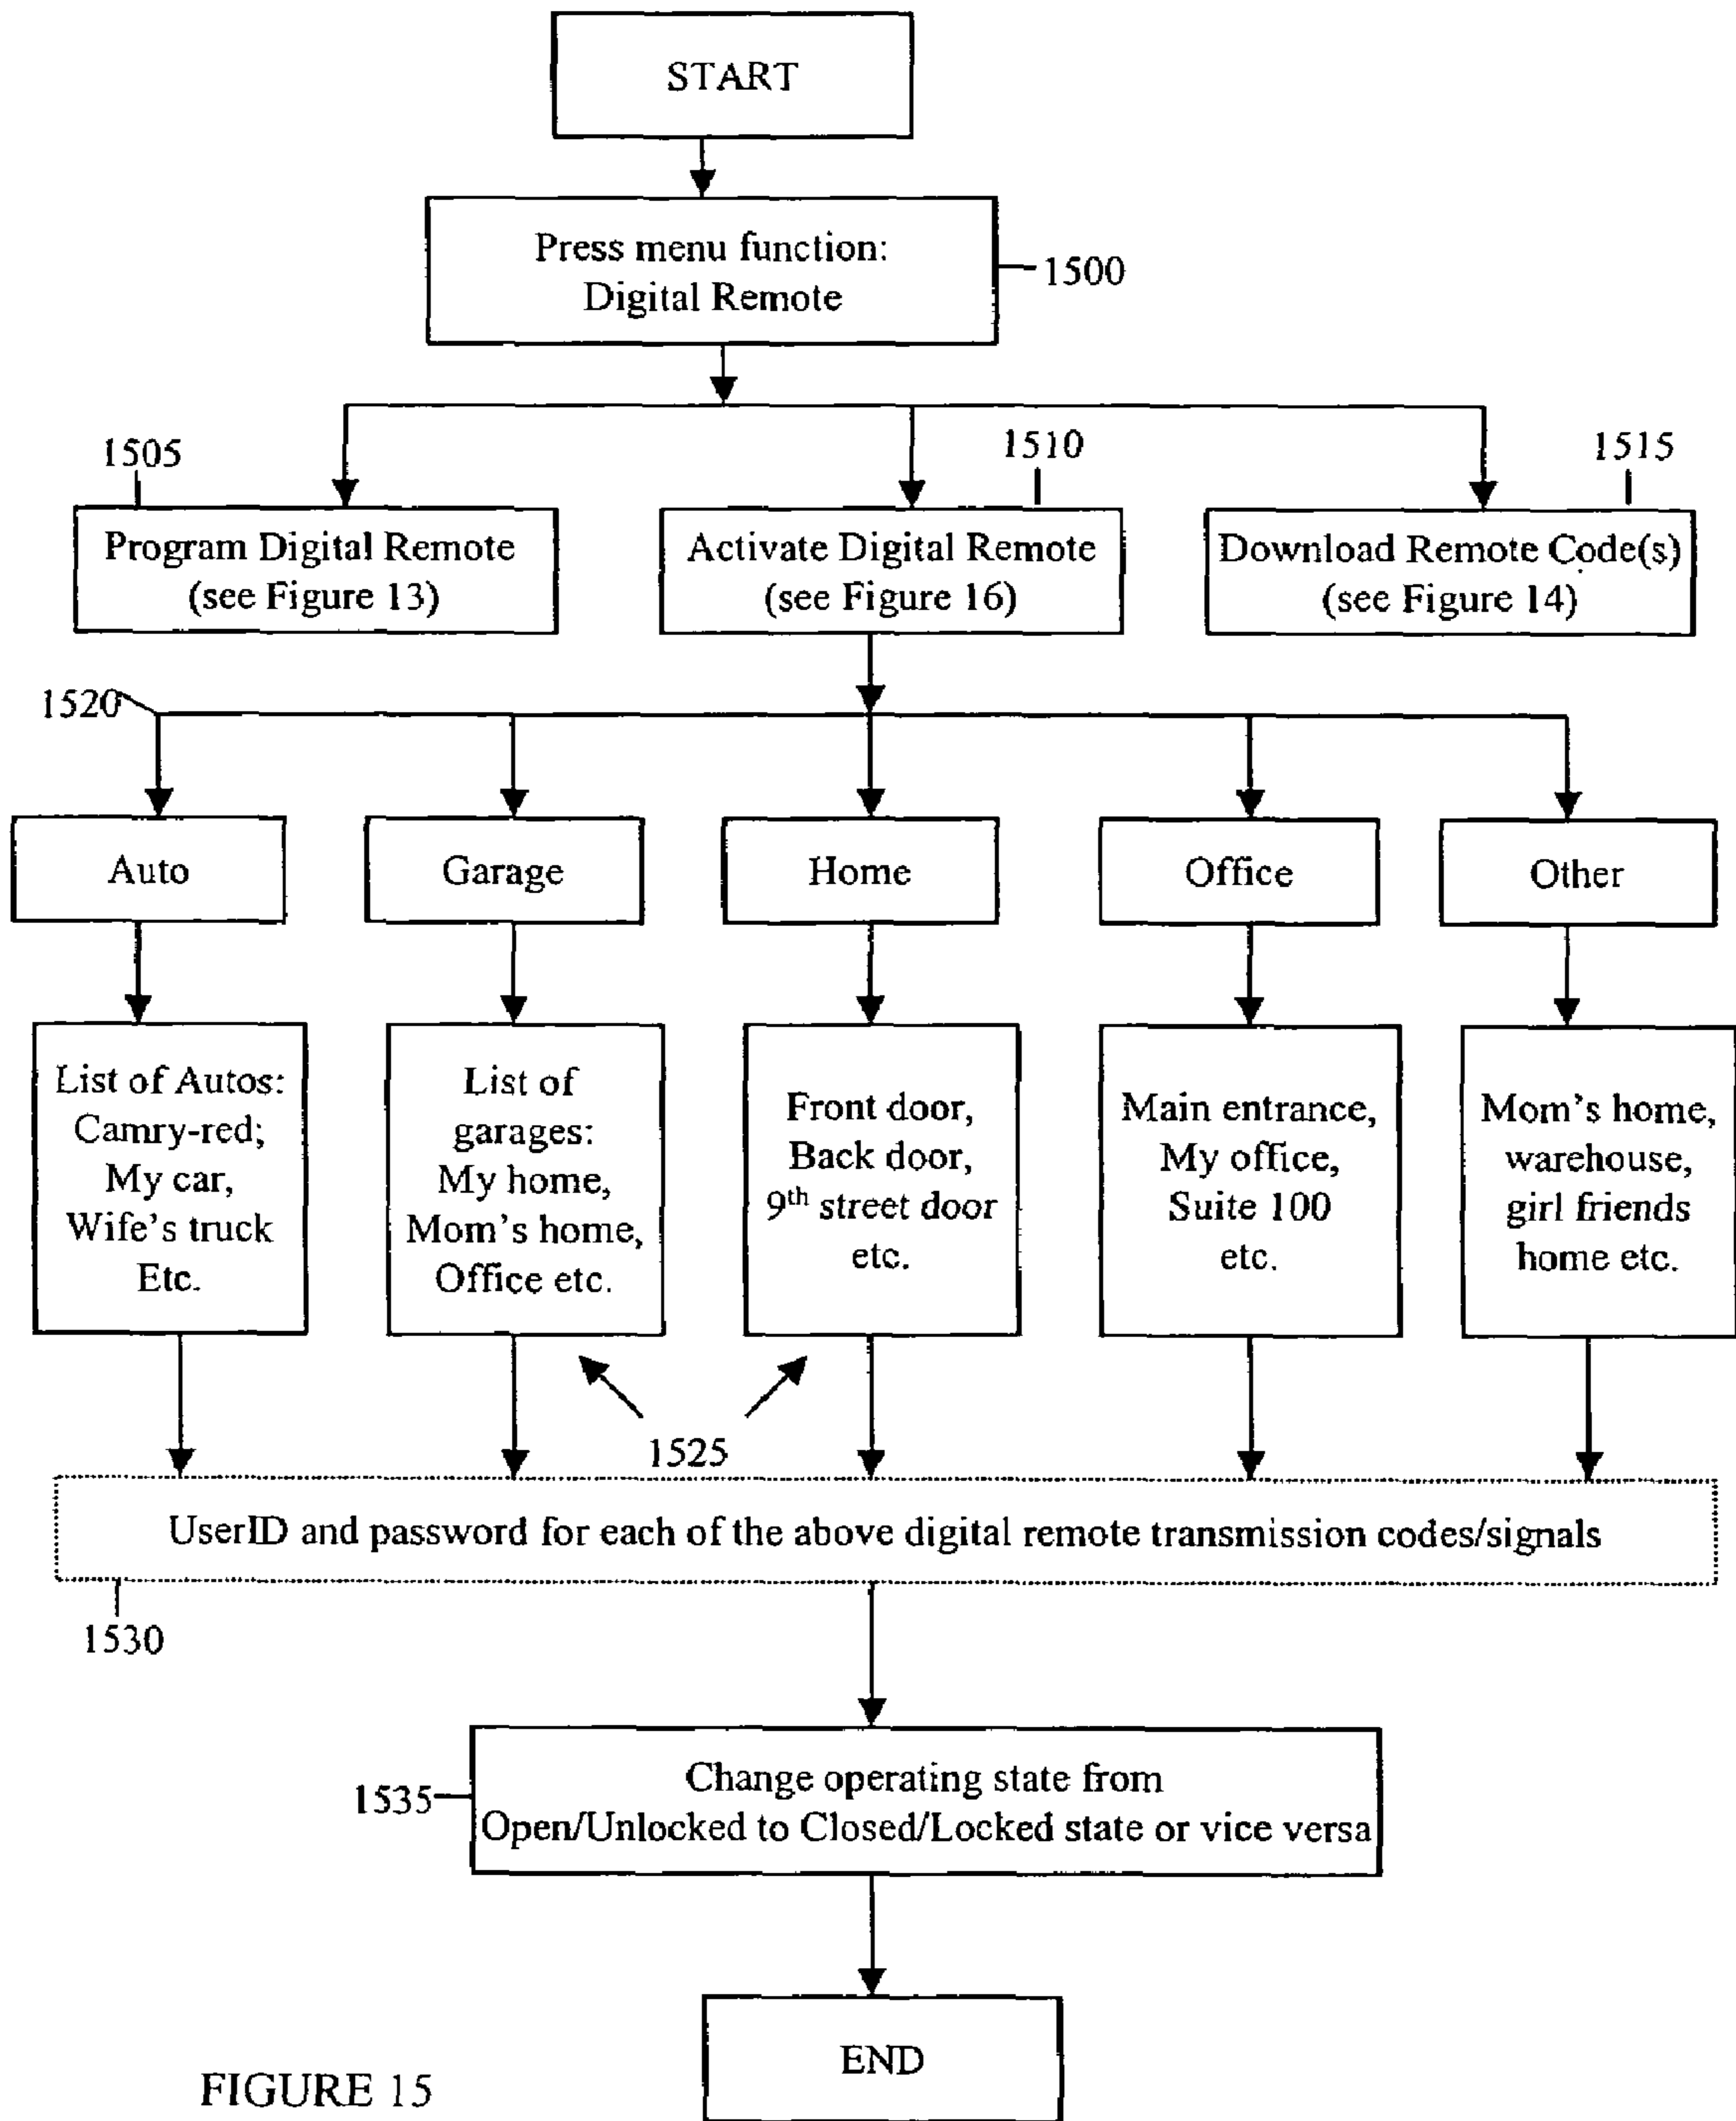 START
Press menu function:
Digital Remote
1500
1505
1510
1515
Program Digital Remote
(see Figure 13)
Activate Digital Remote
(see Figure 16)
Download Remote Code(s)
(see Figure 14)
1520
Auto
Garage
Home
Office
Other
List of Autos:
Camry-red;
My car,
Wife's truck
Etc.
List of
garages:
My home,
Mom's home,
Office etc.
Front door,
Back door,
9th street door
etc.
Main entrance,
My office,
Suite 100
etc.
Mom's home,
warehouse,
girl friends
home etc.
1525
UserID and password for each of the above digital remote transmission codes/signals
1530
1535
Change operating state from
Open/Unlocked to Closed/Locked state or vice versa
END
FIGURE 15